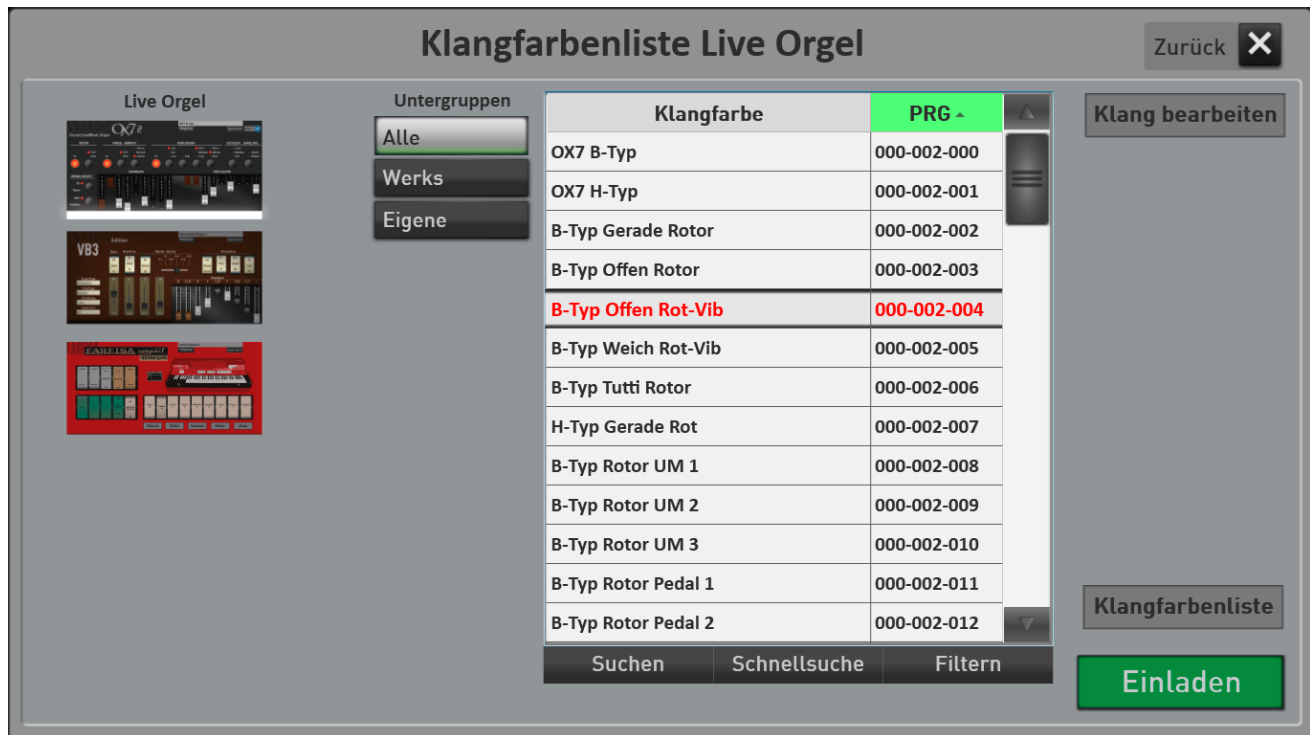 Klangfarbenliste Live Orgel
Zurück
Live Orgel
OX7
VB3
FARFISA
Untergruppen
Alle
Werks
Eigene
Klangfarbe PRG
OX7 B-Typ 000-002-000
OX7 H-Typ 000-002-001
B-Typ Gerade Rotor 000-002-002
B-Typ Offen Rotor 000-002-003
B-Typ Offen Rot-Vib 000-002-004
B-Typ Weich Rot-Vib 000-002-005
B-Typ Tutti Rotor 000-002-006
H-Typ Gerade Rot 000-002-007
B-Typ Rotor UM 1 000-002-008
B-Typ Rotor UM 2 000-002-009
B-Typ Rotor UM 3 000-002-010
B-Typ Rotor Pedal 1 000-002-011
B-Typ Rotor Pedal 2 000-002-012
Suchen Schnellsuche Filtern
Klang bearbeiten
Klangfarbenliste
Einladen